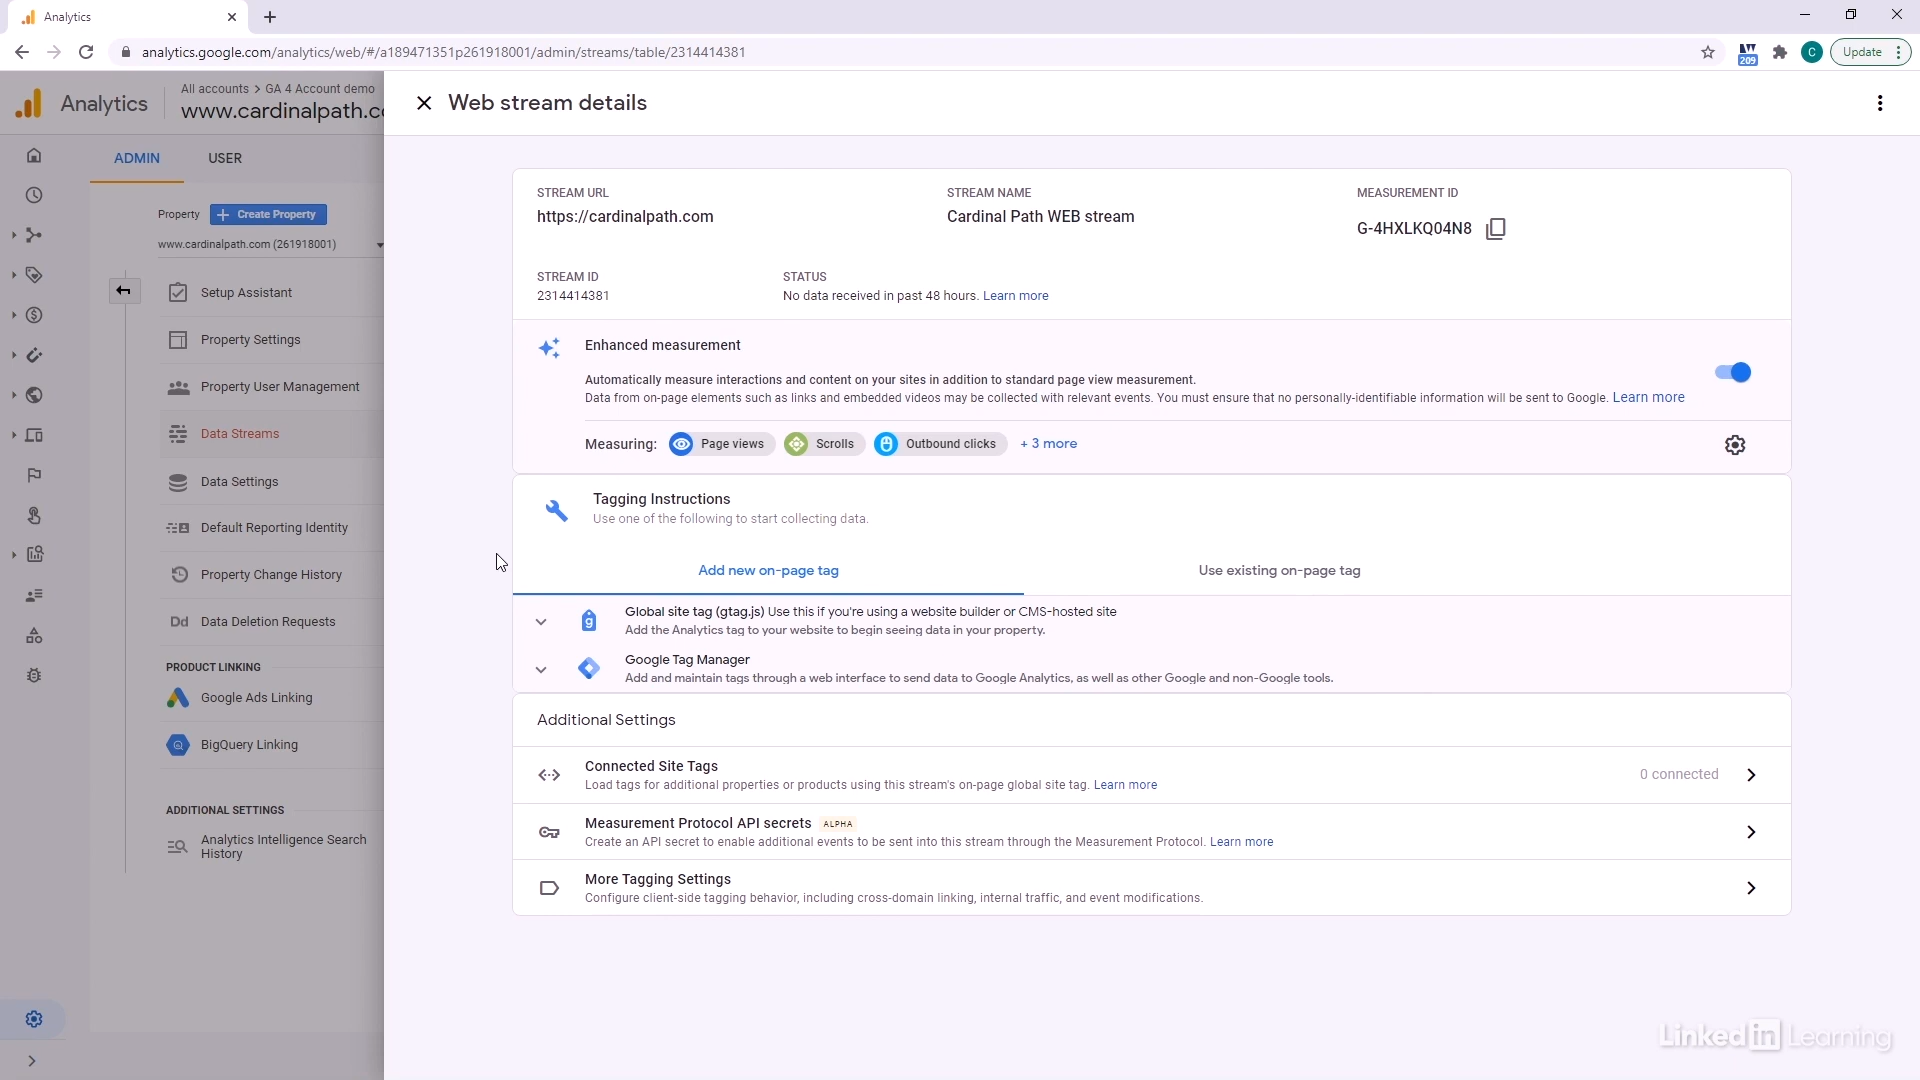 Analytics
analytics.google.com/analytics/web/#/a189471351p261918001/admin/streams/table/2314414381
209
C
Update
Analytics
All accounts > GA 4 Account demo
www.cardinalpath.co
Web stream details
ADMIN
USER
Property
Create Property
www.cardinalpath.com (261918001)
Setup Assistant
Property Settings
Property User Management
Data Streams
Data Settings
Default Reporting Identity
Property Change History
Dd Data Deletion Requests
PRODUCT LINKING
Google Ads Linking
BigQuery Linking
ADDITIONAL SETTINGS
Analytics Intelligence Search
History
STREAM URL
https://cardinalpath.com
STREAM NAME
Cardinal Path WEB stream
MEASUREMENT ID
G-4HXLKQ04N8
STREAM ID
2314414381
STATUS
No data received in past 48 hours. Learn more
Enhanced measurement
Automatically measure interactions and content on your sites in addition to standard page view measurement.
Data from on-page elements such as links and embedded videos may be collected with relevant events. You must ensure that no personally-identifiable information will be sent to Google. Learn more
Measuring: Page views Scrolls Outbound clicks + 3 more
Tagging Instructions
Use one of the following to start collecting data.
Add new on-page tag
Use existing on-page tag
g
Global site tag (gtag.js) Use this if you're using a website builder or CMS-hosted site
Add the Analytics tag to your website to begin seeing data in your property.
Google Tag Manager
Add and maintain tags through a web interface to send data to Google Analytics, as well as other Google and non-Google tools.
Additional Settings
Connected Site Tags
Load tags for additional properties or products using this stream's on-page global site tag. Learn more
0 connected
Measurement Protocol API secrets ALPHA
Create an API secret to enable additional events to be sent into this stream through the Measurement Protocol. Learn more
More Tagging Settings
Configure client-side tagging behavior, including cross-domain linking, internal traffic, and event modifications.
Linked in Learning